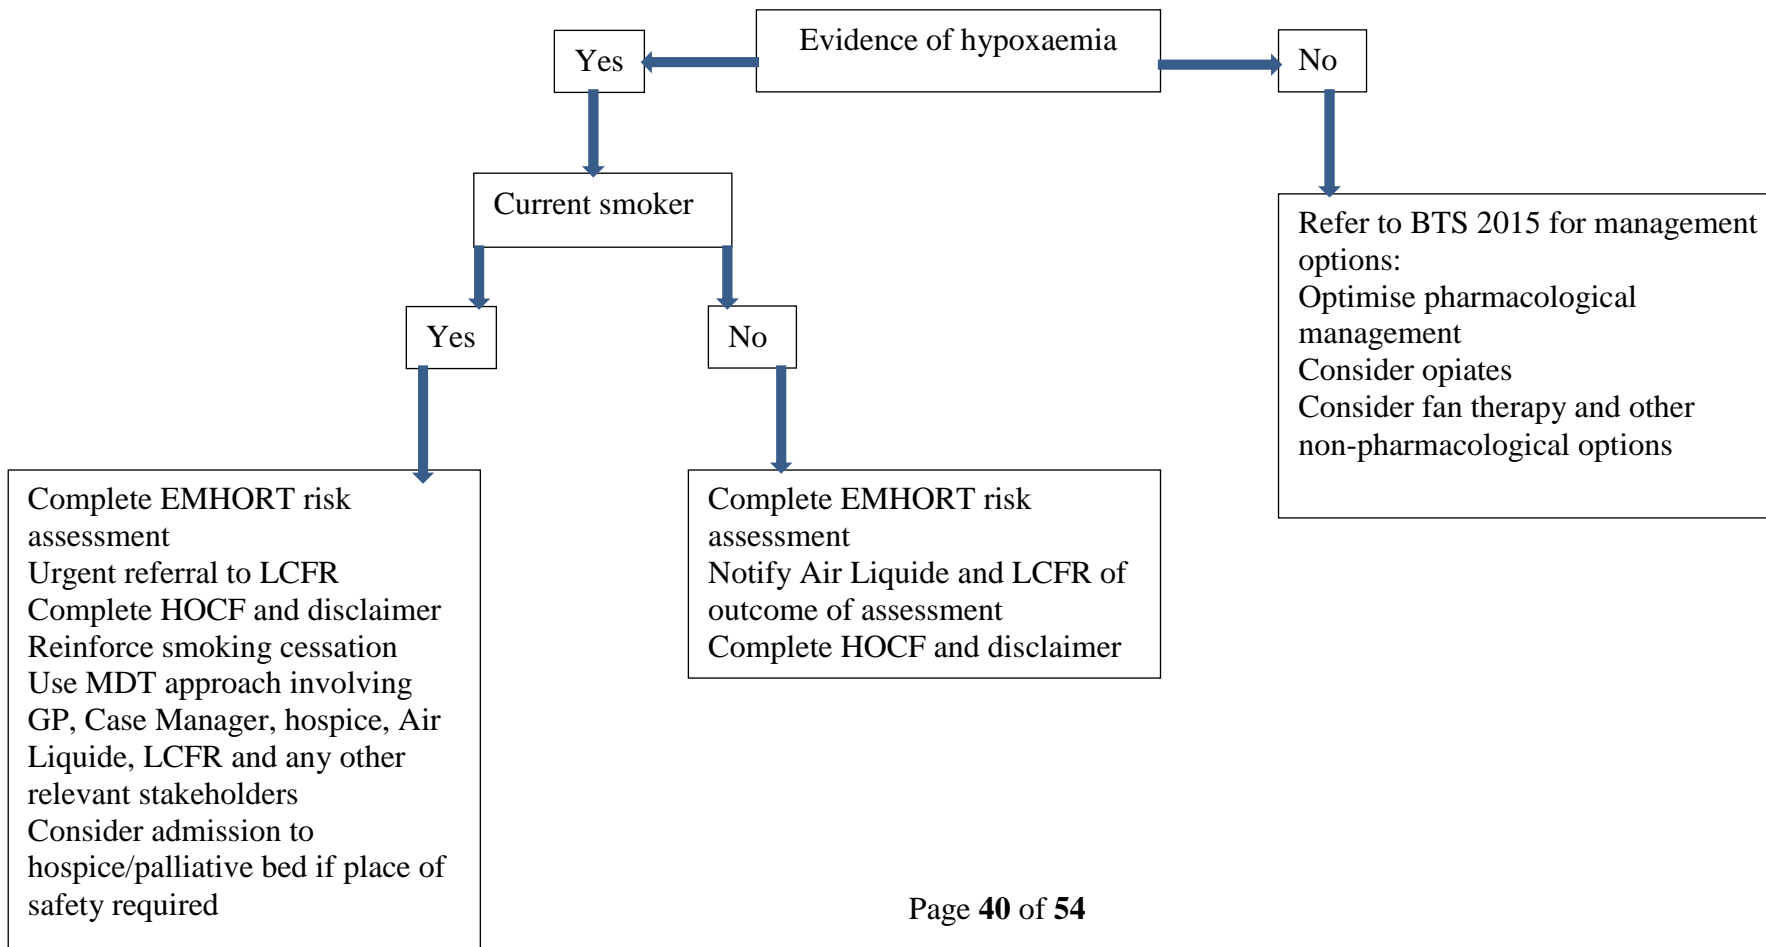 Evidence of hypoxaemia
Yes
No
Current smoker
Yes
No
Refer to BTS 2015 for management
options:
Optimise pharmacological
management
Consider opiates
Consider fan therapy and other
non-pharmacological options
Complete EMHORT risk
assessment
Urgent referral to LCFR
Complete HOCF and disclaimer
Reinforce smoking cessation
Use MDT approach involving
GP, Case Manager, hospice, Air
Liquide, LCFR and any other
relevant stakeholders
Consider admission to
hospice/palliative bed if place of
safety required
Complete EMHORT risk
assessment
Notify Air Liquide and LCFR of
outcome of assessment
Complete HOCF and disclaimer
Page 40 of 54